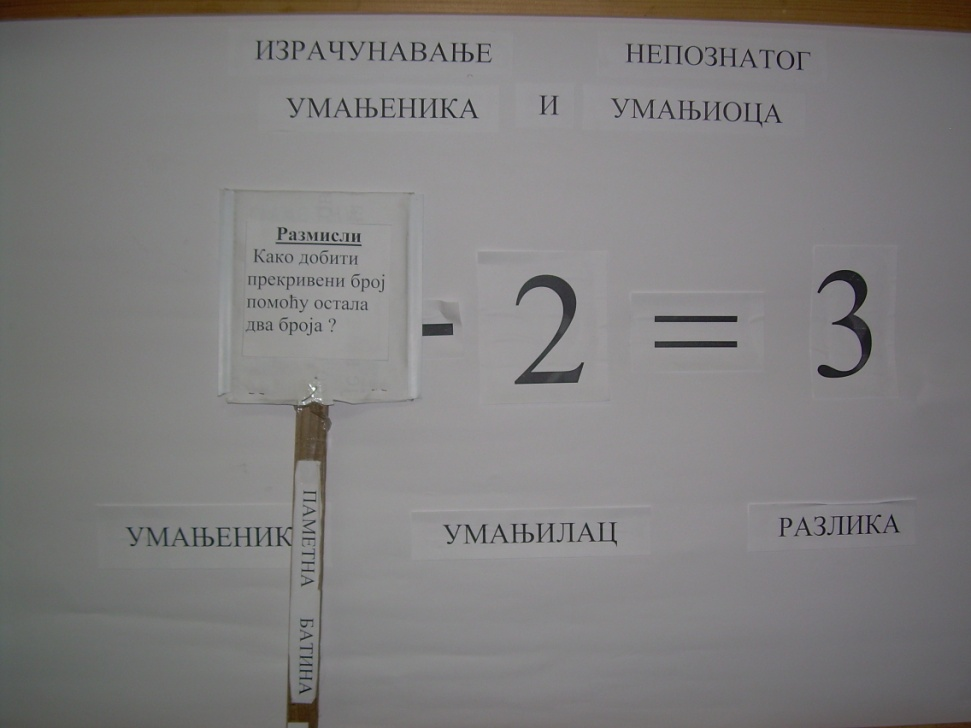 ИЗРАЧУНАВАЊЕ НЕПОЗНАТОГ
УМАЊЕНИКА И УМАЊИОЦА
Размисли
Како добити
прекривени број
помоћу остала
два броја ?
- 2 = 3
УМАЊЕНИК УМАЊИЛАЦ РАЗЛИКА
ПАМЕТНА БАТИНА